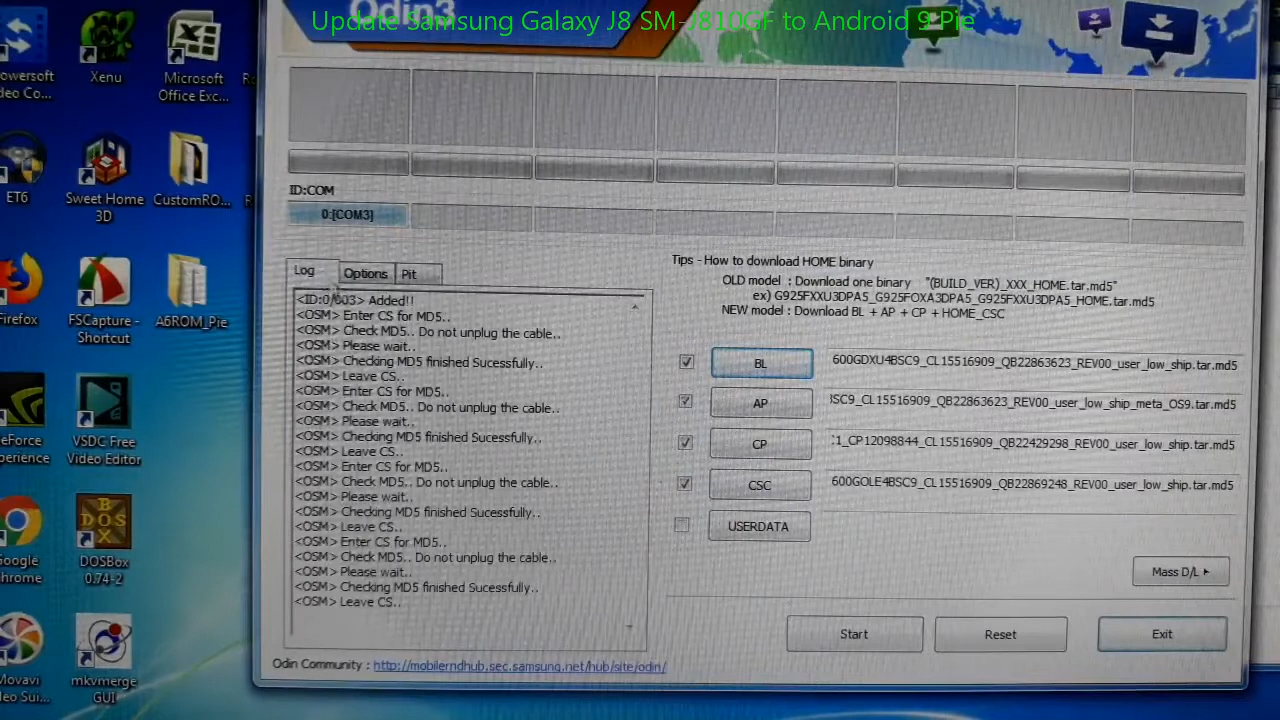 Update Samsung Galaxy J8 SM-J810GF to Android 9 Pie
Odin3
Xenu
Microsoft
Office Exc...
owersoft
deo Co...
ET6
Sweet Home
3D
CustomRO...
Firefox
FSCapture -
Shortcut
A6ROM_Pie
eForce
perience
VSDC Free
Video Editor
Google
hrome
DOSBox
0.74-2
Movavi
deo Sui...
mkvmerge
GUI
ID:COM
0:[COM3]
Log
Options
Pit
<ID:0/003> Added!!
<OSM> Enter CS for MD5..
<OSM> Check MD5.. Do not unplug the cable..
<OSM> Please wait..
<OSM> Checking MD5 finished Sucessfully..
<OSM> Leave CS..
<OSM> Enter CS for MD5..
<OSM> Check MD5.. Do not unplug the cable..
<OSM> Please wait..
<OSM> Checking MD5 finished Sucessfully..
<OSM> Leave CS..
<OSM> Enter CS for MD5..
<OSM> Check MD5.. Do not unplug the cable..
<OSM> Please wait..
<OSM> Checking MD5 finished Sucessfully..
<OSM> Leave CS..
<OSM> Enter CS for MD5..
<OSM> Check MD5.. Do not unplug the cable..
<OSM> Please wait..
<OSM> Checking MD5 finished Sucessfully..
<OSM> Leave CS..
Tips - How to download HOME binary
OLD model : Download one binary "(BUILD_VER)_XXX_HOME.tar.md5"
ex) G925FXXU3DPA5_G925FOXA3DPA5_G925FXXU3DPA5_HOME.tar.md5
NEW model : Download BL + AP + CP + HOME_CSC
BL 600GDXU4BSC9_CL15516909_QB22863623_REV00_user_low_ship.tar.md5
AP SC9_CL15516909_QB22863623_REV00_user_low_ship_meta_OS9.tar.md5
CP 1_CP12098844_CL15516909_QB22429298_REV00_user_low_ship.tar.md5
CSC 600GOLE4BSC9_CL15516909_QB22869248_REV00_user_low_ship.tar.md5
USERDATA
Mass D/L
Start
Reset
Exit
Odin Community : http://mobilerndhub.sec.samsung.net/hub/site/odin/